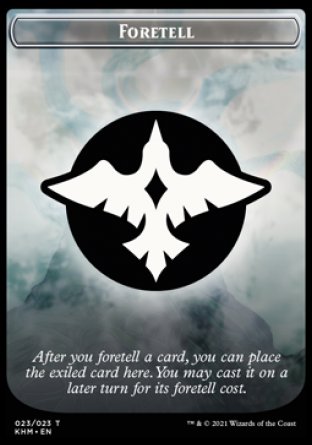 FORETELL
After you foretell a card, you can place
the exiled card here. You may cast it on a
later turn for its foretell cost.
023/023 T
KHM • EN
™ & © 2021 Wizards of the Coast